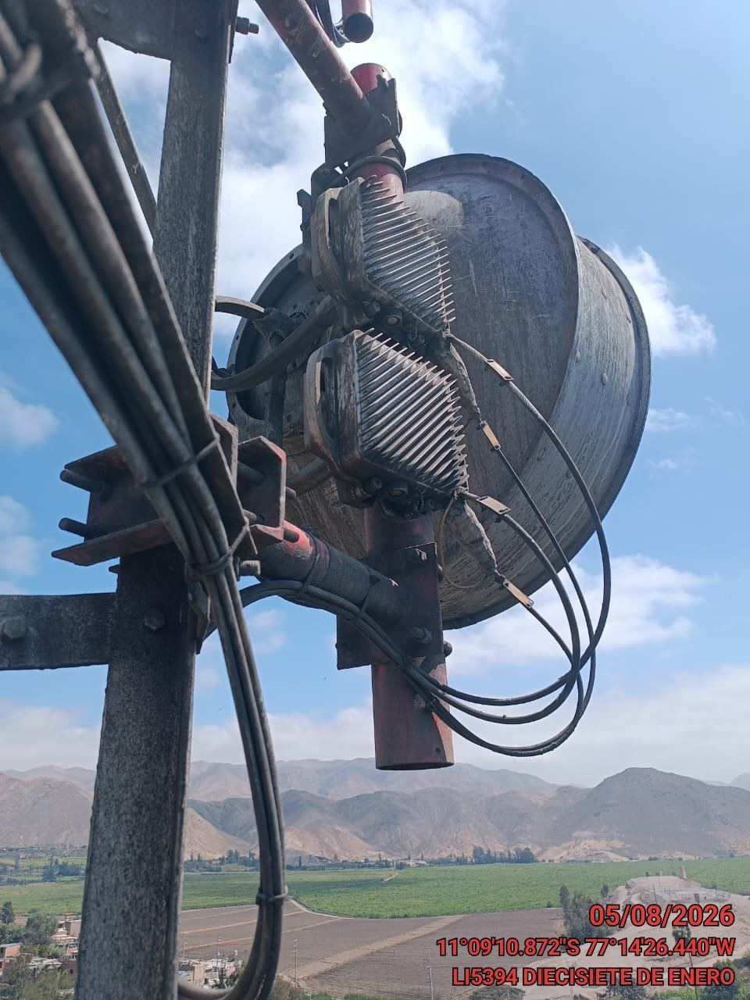 05/08/2026
11°09'10.872"S 77°14'26.440"W
LI5394 DIECISIETE DE ENERO